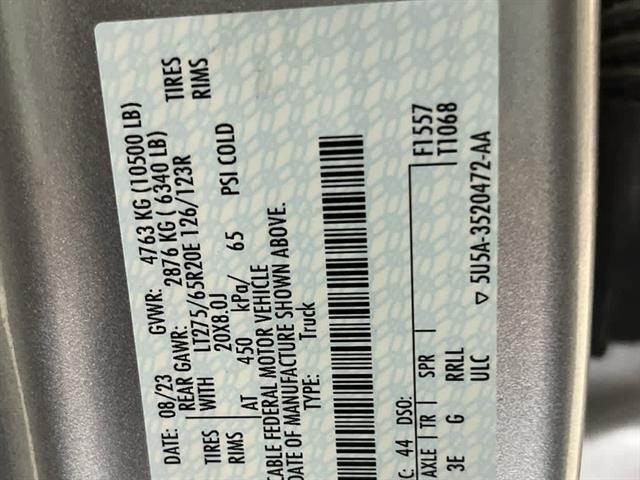 DATE: 08/23 GVWR: 4763 KG (10500 LB)
REAR GAWR: 2876 KG ( 6340 LB)
TIRES WITH LT275/65R20E 126/123R TIRES
RIMS 20X8.0J RIMS
AT 450 kPa/ 65 PSI COLD
CABLE FEDERAL MOTOR VEHICLE
DATE OF MANUFACTURE SHOWN ABOVE.
TYPE: Truck
C: 44 DSO: F1557
AXLE TR SPR T1068
3E G RRLL
ULC ▽ 5U5A-3520472-AA